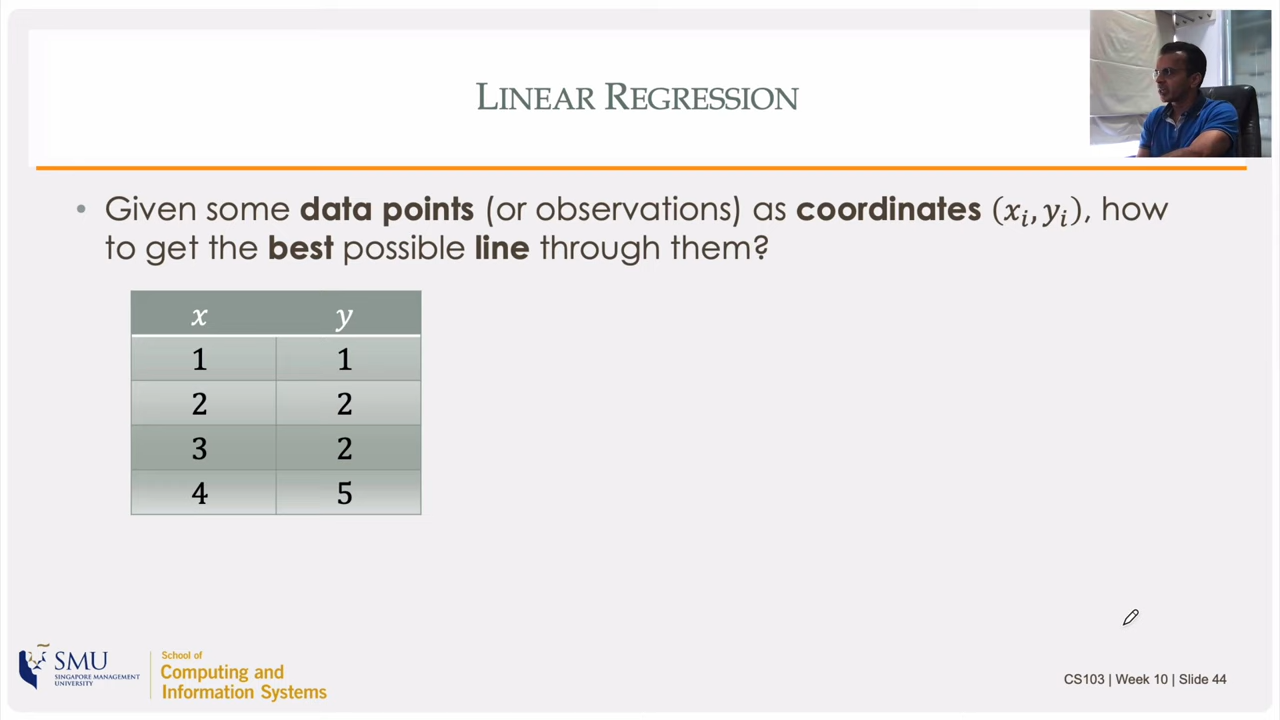 LINEAR REGRESSION
• Given some data points (or observations) as coordinates (xᵢ, yᵢ), how
to get the best possible line through them?
x y
1 1
2 2
3 2
4 5
SMU
SINGAPORE MANAGEMENT
UNIVERSITY
School of
Computing and
Information Systems
CS103 | Week 10 | Slide 44